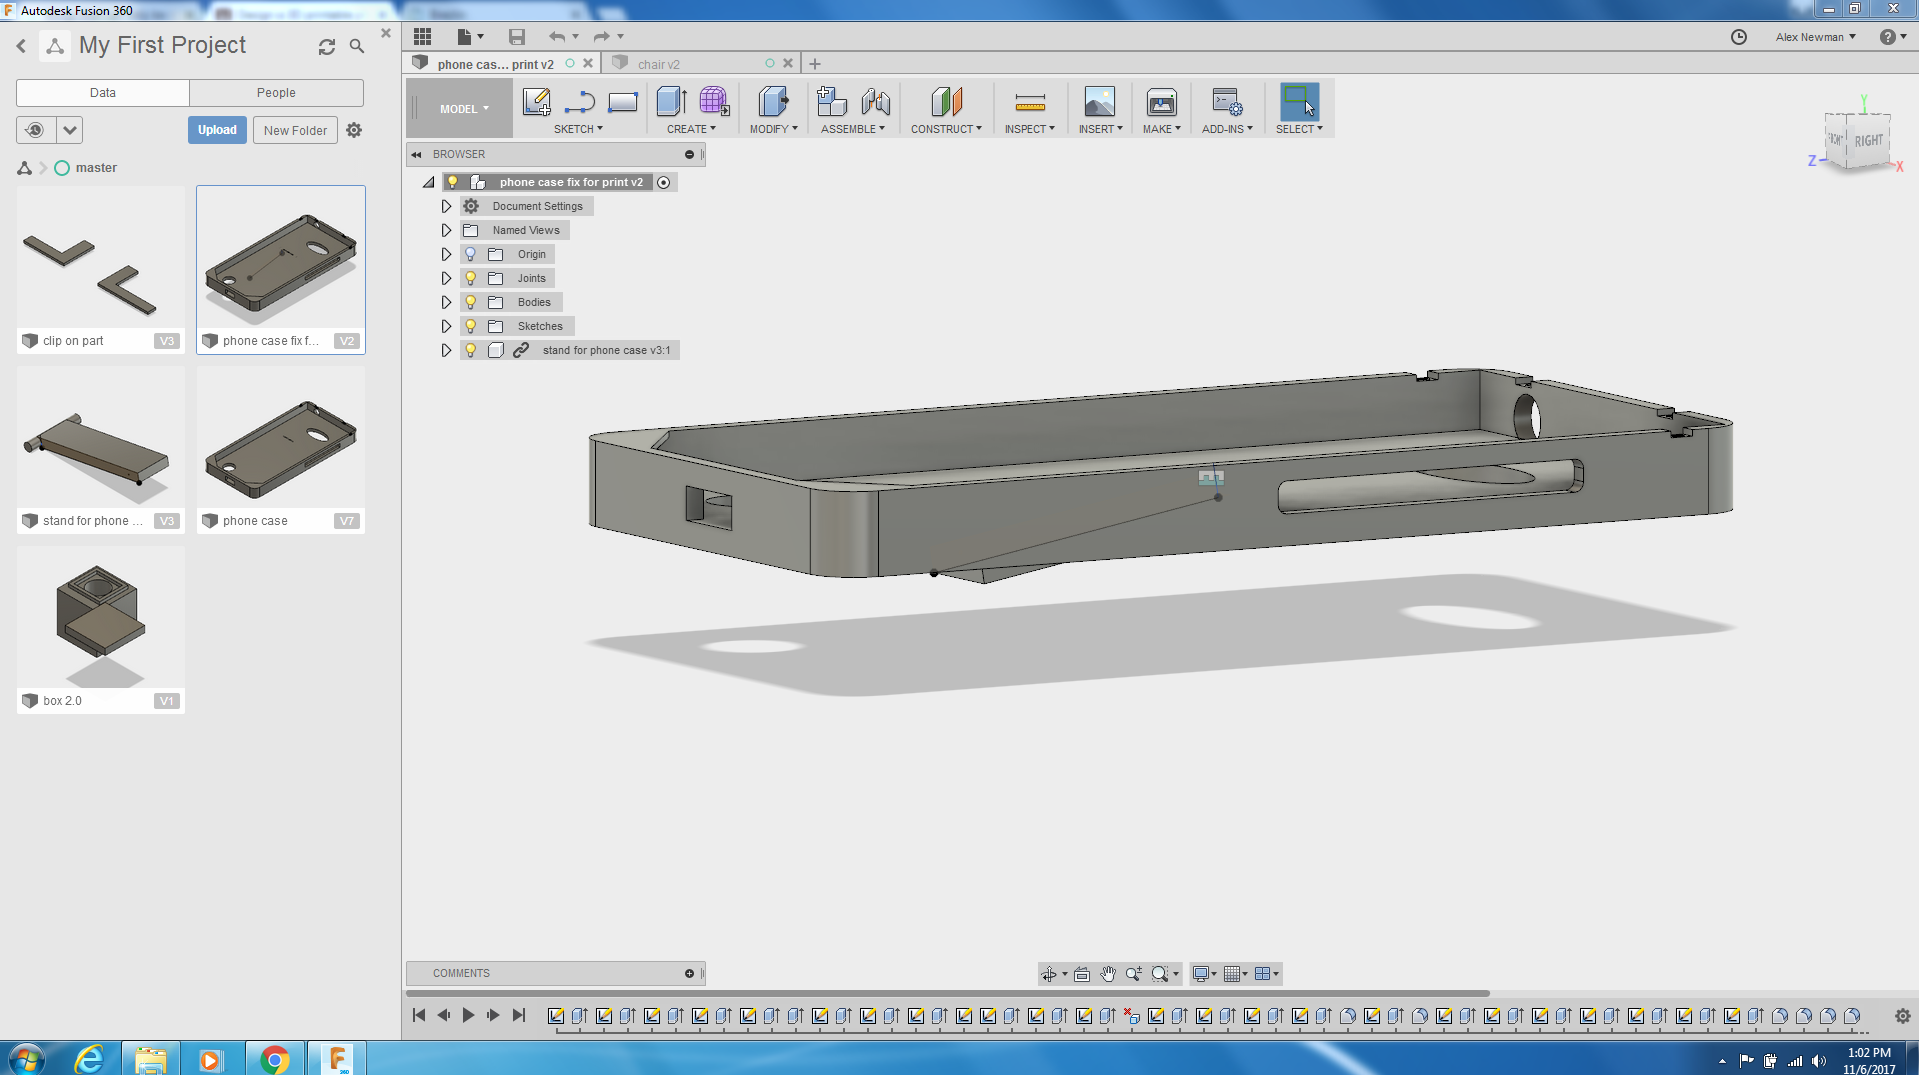 Autodesk Fusion 360
My First Project
Data
People
Upload
New Folder
master
clip on part
V3
phone case fix f...
V2
stand for phone ...
V3
phone case
V7
box 2.0
V1
Alex Newman
phone cas... print v2
chair v2
MODEL
SKETCH
CREATE
MODIFY
ASSEMBLE
CONSTRUCT
INSPECT
INSERT
MAKE
ADD-INS
SELECT
BROWSER
phone case fix for print v2
Document Settings
Named Views
Origin
Joints
Bodies
Sketches
stand for phone case v3:1
Y
FRONT
RIGHT
Z
X
COMMENTS
1:02 PM
11/6/2017